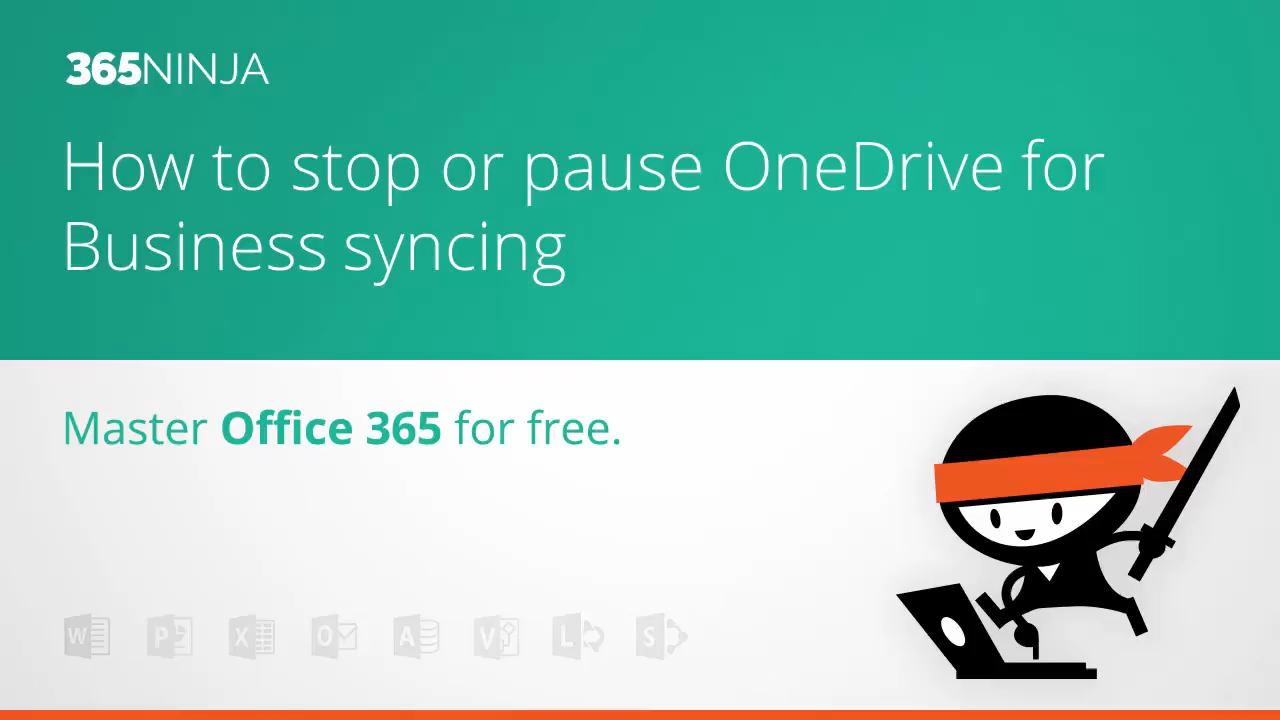 365NINJA
How to stop or pause OneDrive for
Business syncing
Master Office 365 for free.
W P X O A V L S